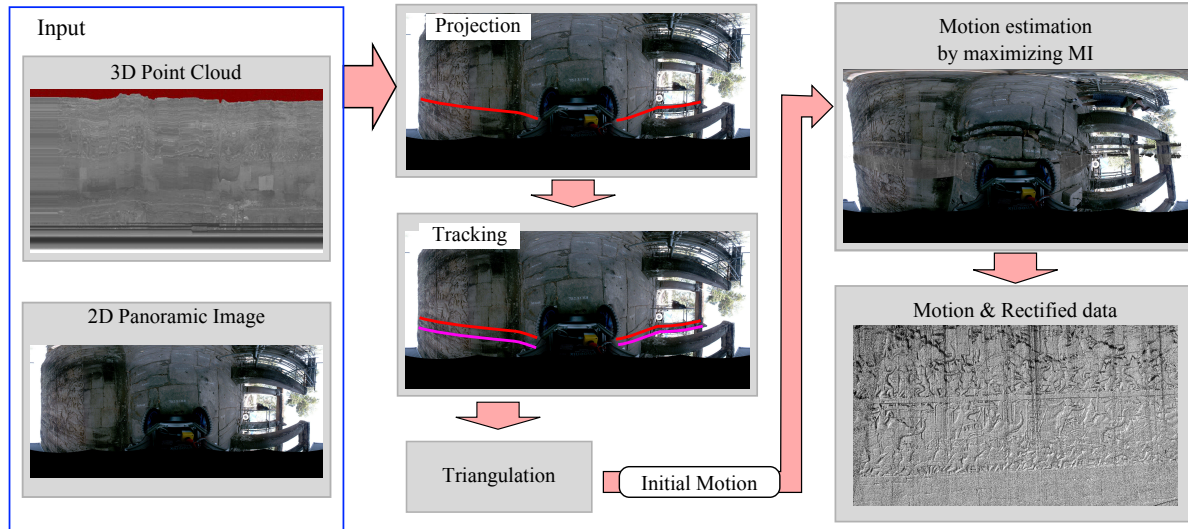 Input
3D Point Cloud
2D Panoramic Image
Projection
Tracking
Triangulation
Initial Motion
Motion estimation
by maximizing MI
Motion & Rectified data